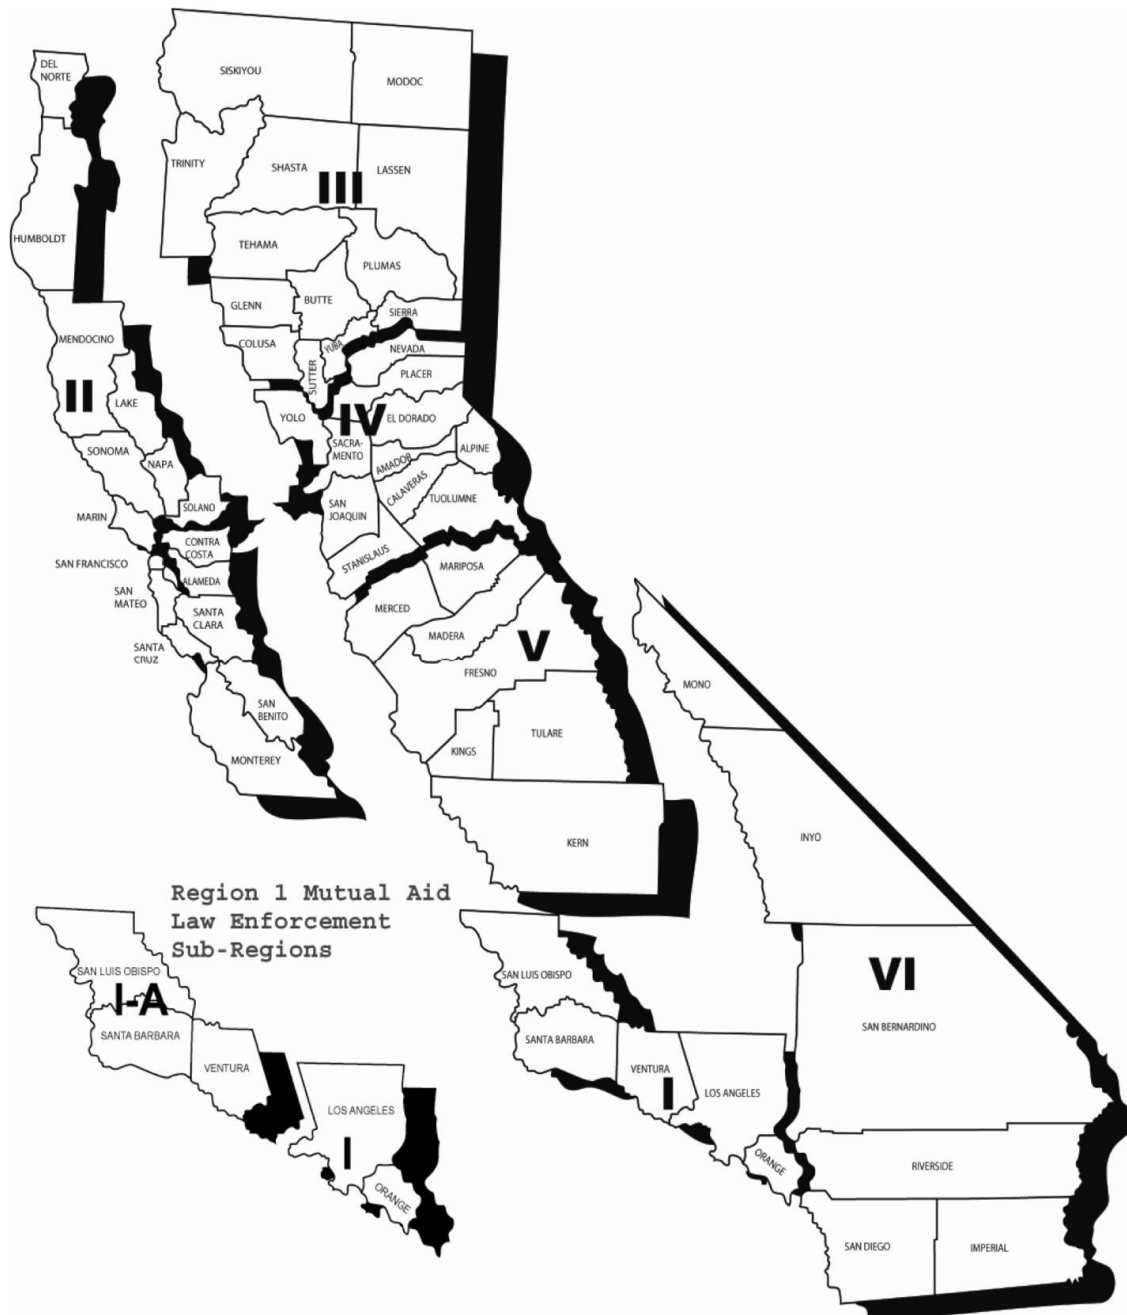 DEL
NORTE
SISKIYOU
MODOC
TRINITY
SHASTA
LASSEN
III
HUMBOLDT
TEHAMA
PLUMAS
GLENN
BUTTE
SIERRA
MENDOCINO
COLUSA
YUBA
NEVADA
SUTTER
PLACER
II
LAKE
YOLO
IV
EL DORADO
SONOMA
SACRA-
MENTO
ALPINE
NAPA
AMADOR
CALAVERAS
TUOLUMNE
SOLANO
SAN
JOAQUIN
MARIN
CONTRA
COSTA
STANISLAUS
SAN FRANCISCO
MARIPOSA
ALAMEDA
SAN
MATEO
SANTA
CLARA
MERCED
MADERA
SANTA
CRUZ
V
FRESNO
MONO
SAN
BENITO
TULARE
KINGS
MONTEREY
KERN
INYO
Region 1 Mutual Aid
Law Enforcement
Sub-Regions
SAN LUIS OBISPO
I-A
SANTA BARBARA
VENTURA
LOS ANGELES
I
ORANGE
SAN LUIS OBISPO
SANTA BARBARA
VENTURA
I
LOS ANGELES
ORANGE
VI
SAN BERNARDINO
RIVERSIDE
SAN DIEGO
IMPERIAL